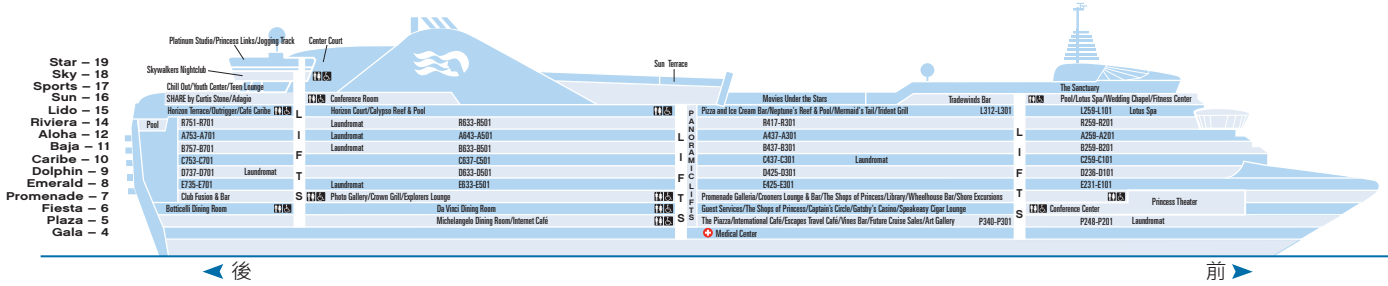 Platinum Studio/Princess Links/Jogging Track Center Court
Star – 19
Sky – 18 Skywalkers Nightclub Sun Terrace
Sports – 17 Chill Out/Youth Center/Teen Lounge The Sanctuary
Sun – 16 SHARE by Curtis Stone/Adagio Conference Room Movies Under the Stars Tradewinds Bar Pool/Lotus Spa/Wedding Chapel/Fitness Center
Lido – 15 Horizon Terrace/Outrigger/Café Caribe Horizon Court/Calypso Reef & Pool Pizza and Ice Cream Bar/Neptune's Reef & Pool/Mermaid's Tail/Trident Grill L312-L301 L259-L101 Lotus Spa
Riviera – 14 Pool R751-R701 Laundromat R633-R501 R417-R301 R259-R201
Aloha – 12 A753-A701 Laundromat A643-A501 A437-A301 A259-A201
Baja – 11 B757-B701 Laundromat B633-B501 B437-B301 B259-B201
Caribe – 10 C753-C701 C637-C501 C437-C301 Laundromat C259-C101
Dolphin – 9 D737-D701 Laundromat D633-D501 D425-D301 D236-D101
Emerald – 8 E735-E701 Laundromat E633-E501 E425-E301 E231-E101
Promenade – 7 Club Fusion & Bar Photo Gallery/Crown Grill/Explorers Lounge Promenade Galleria/Crooners Lounge & Bar/The Shops of Princess/Library/Wheelhouse Bar/Shore Excursions Princess Theater
Fiesta – 6 Botticelli Dining Room Da Vinci Dining Room Guest Services/The Shops of Princess/Captain's Circle/Gatsby's Casino/Speakeasy Cigar Lounge Conference Center
Plaza – 5 Michelangelo Dining Room/Internet Café The Piazza/International Café/Escapes Travel Café/Vines Bar/Future Cruise Sales/Art Gallery P340-P301 P248-P201 Laundromat
Gala – 4 Medical Center
LIFTS
LIFTS
PANORAMIC LIFTS
LIFTS
後 前